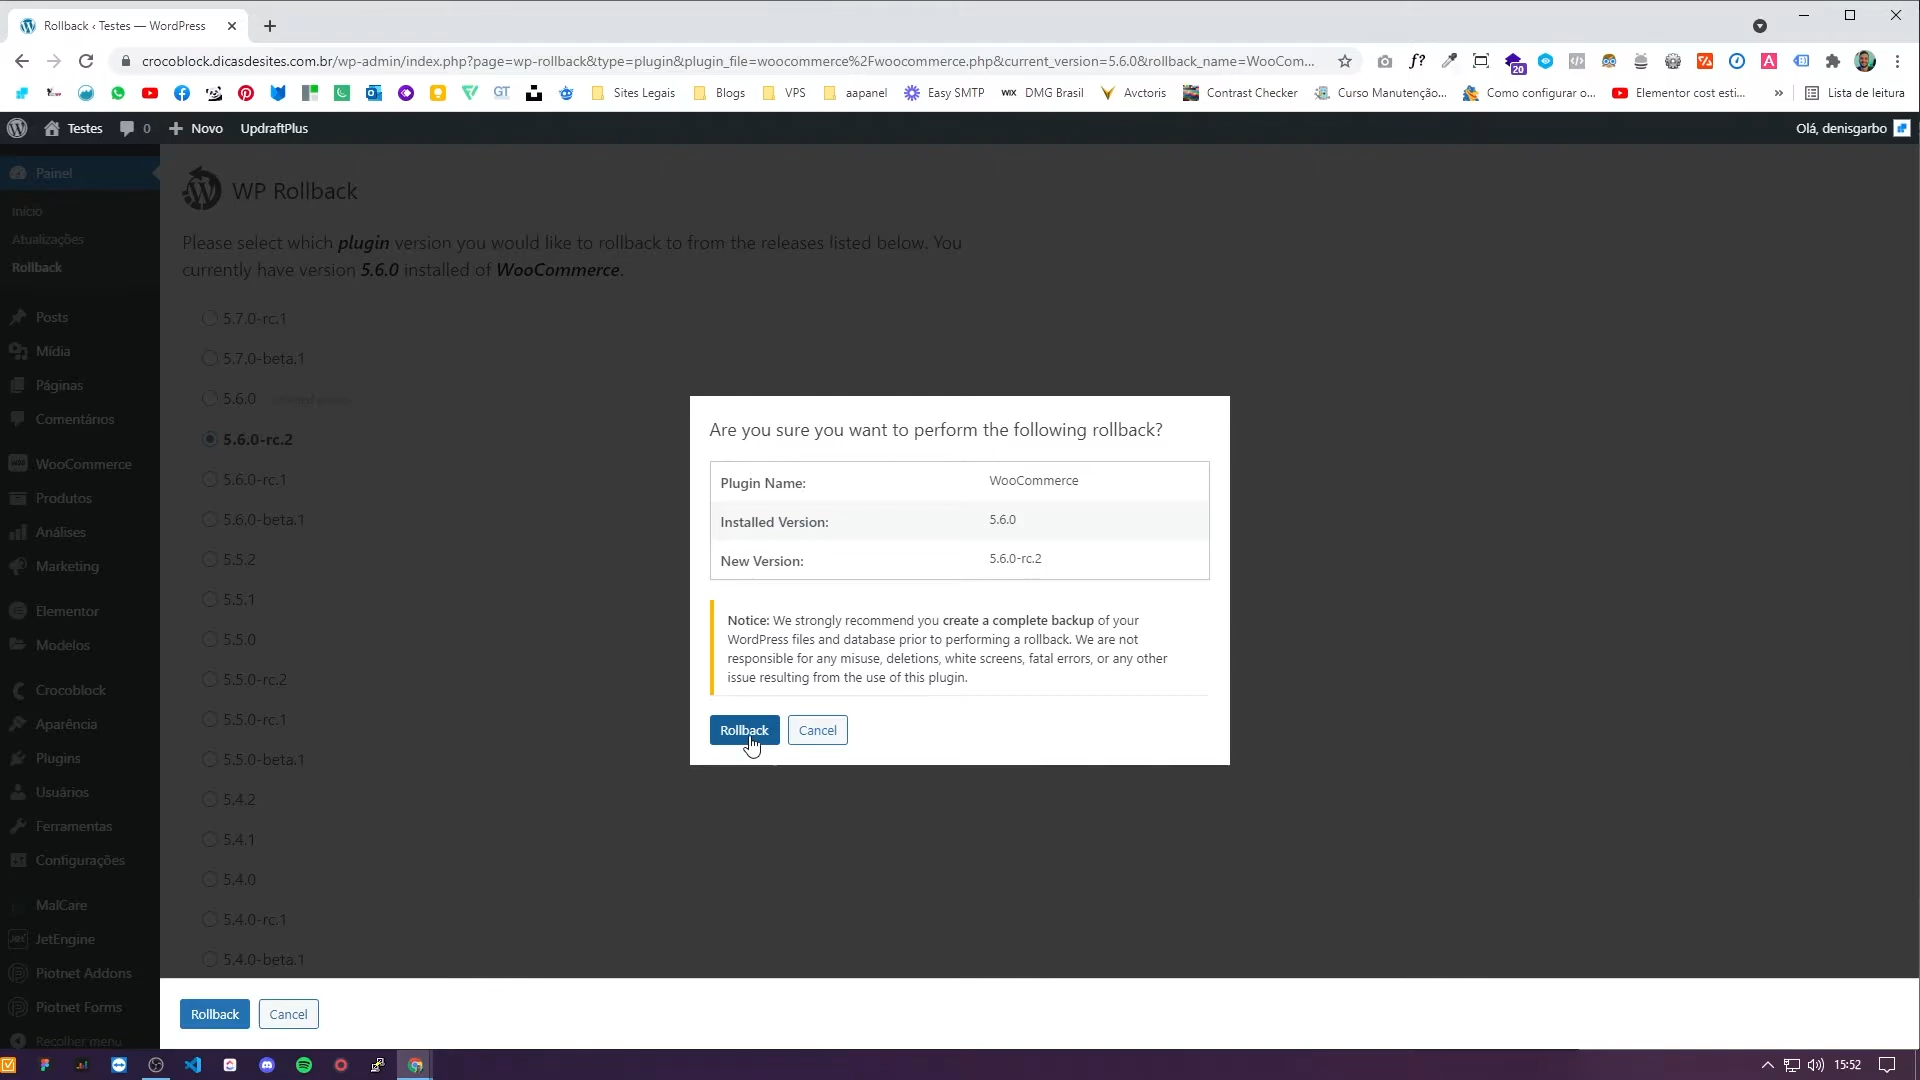 Rollback ‹ Testes — WordPress
crocoblock.dicasdesites.com.br/wp-admin/index.php?page=wp-rollback&type=plugin&plugin_file=woocommerce%2Fwoocommerce.php&current_version=5.6.0&rollback_name=WooCom...
20
GT
Sites Legais
Blogs
VPS
aapanel
Easy SMTP
WIX
DMG Brasil
Avctoris
Contrast Checker
Curso Manutenção...
Como configurar o...
Elementor cost esti...
»
Lista de leitura
Testes
0
Novo
UpdraftPlus
Olá, denisgarbo
Painel
Início
Atualizações
Rollback
Posts
Mídia
Páginas
Comentários
WooCommerce
Produtos
Análises
Marketing
Elementor
Modelos
Crocoblock
Aparência
Plugins
Usuários
Ferramentas
Configurações
MalCare
JetEngine
Piotnet Addons
Piotnet Forms
Recolher menu
WP Rollback
Please select which plugin version you would like to rollback to from the releases listed below. You
currently have version 5.6.0 installed of WooCommerce.
5.7.0-rc.1
5.7.0-beta.1
5.6.0
5.6.0-rc.2
5.6.0-rc.1
5.6.0-beta.1
5.5.2
5.5.1
5.5.0
5.5.0-rc.2
5.5.0-rc.1
5.5.0-beta.1
5.4.2
5.4.1
5.4.0
5.4.0-rc.1
5.4.0-beta.1
Are you sure you want to perform the following rollback?
Plugin Name: WooCommerce
Installed Version: 5.6.0
New Version: 5.6.0-rc.2
Notice: We strongly recommend you create a complete backup of your
WordPress files and database prior to performing a rollback. We are not
responsible for any misuse, deletions, white screens, fatal errors, or any other
issue resulting from the use of this plugin.
Rollback
Cancel
Rollback
Cancel
15:52